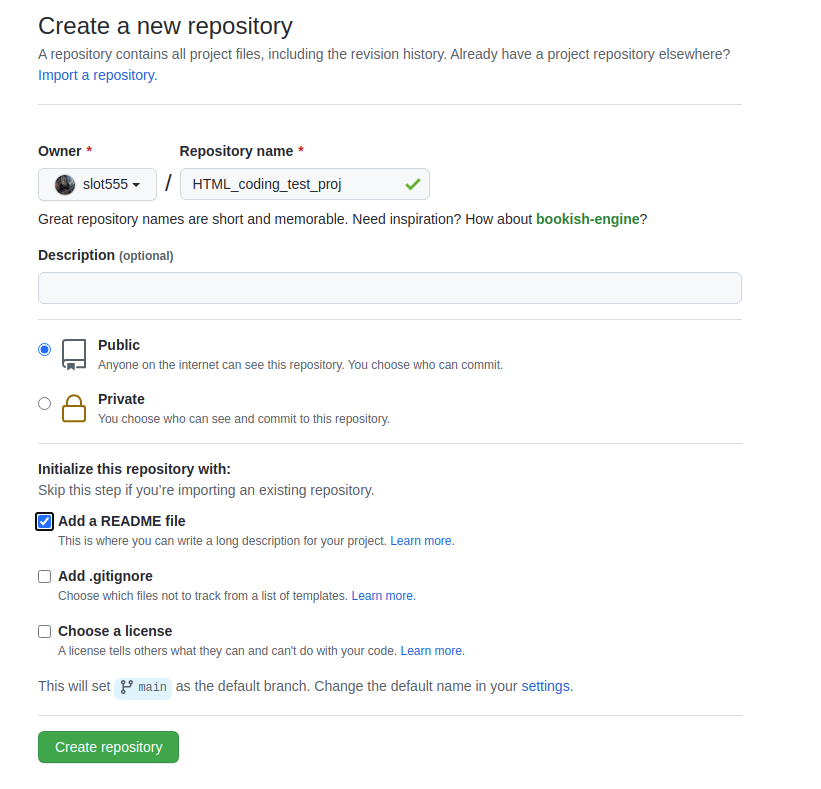 Create a new repository
A repository contains all project files, including the revision history. Already have a project repository elsewhere?
Import a repository.
Owner * Repository name *
slot555 / HTML_coding_test_proj
Great repository names are short and memorable. Need inspiration? How about bookish-engine?
Description (optional)
Public
Anyone on the internet can see this repository. You choose who can commit.
Private
You choose who can see and commit to this repository.
Initialize this repository with:
Skip this step if you’re importing an existing repository.
Add a README file
This is where you can write a long description for your project. Learn more.
Add .gitignore
Choose which files not to track from a list of templates. Learn more.
Choose a license
A license tells others what they can and can't do with your code. Learn more.
This will set main as the default branch. Change the default name in your settings.
Create repository